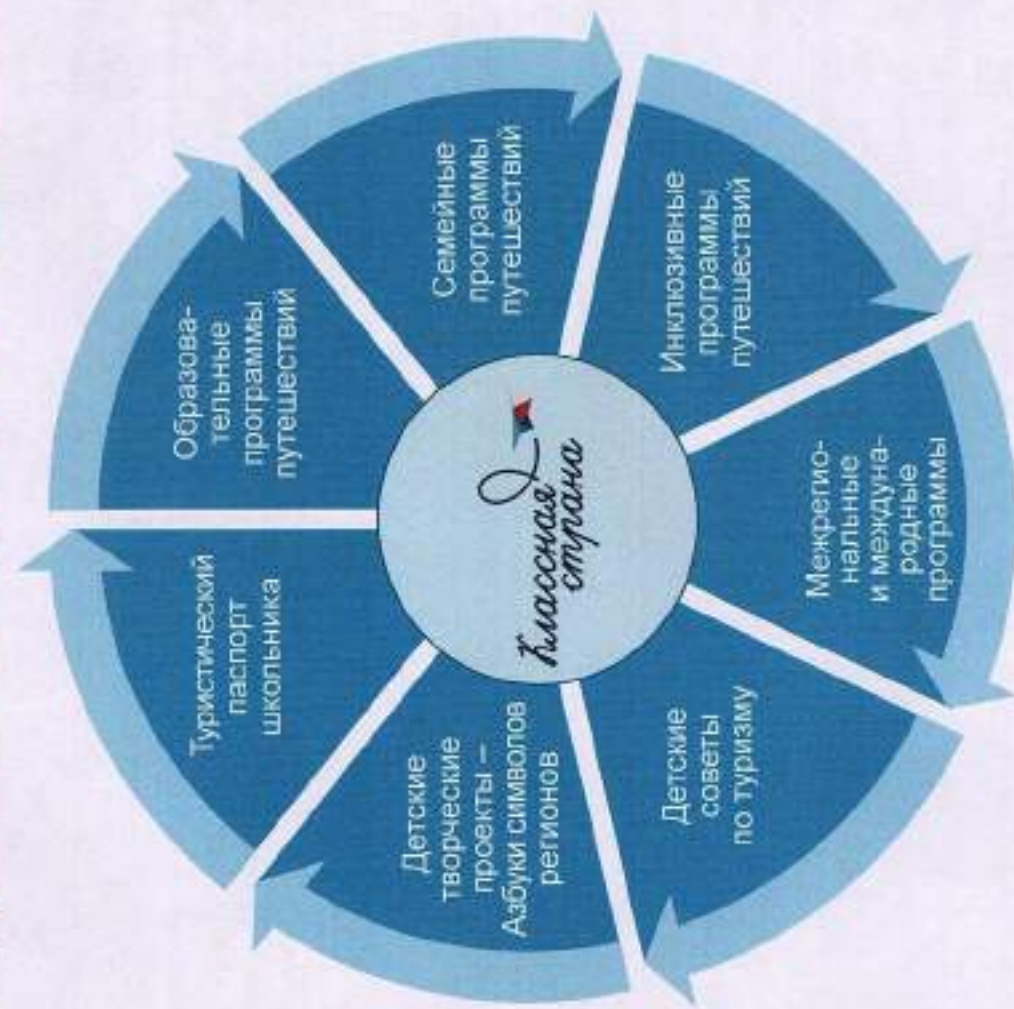 Туристический
паспорт
школьника
Образова-
тельные
программы
путешествий
Семейные
программы
путешествий
Инклюзивные
программы
путешествий
Межрегио-
нальные
и междуна-
родные
программы
Детские
советы
по туризму
Детские
творческие
проекты –
Азбуки символов
регионов
Классная
страна